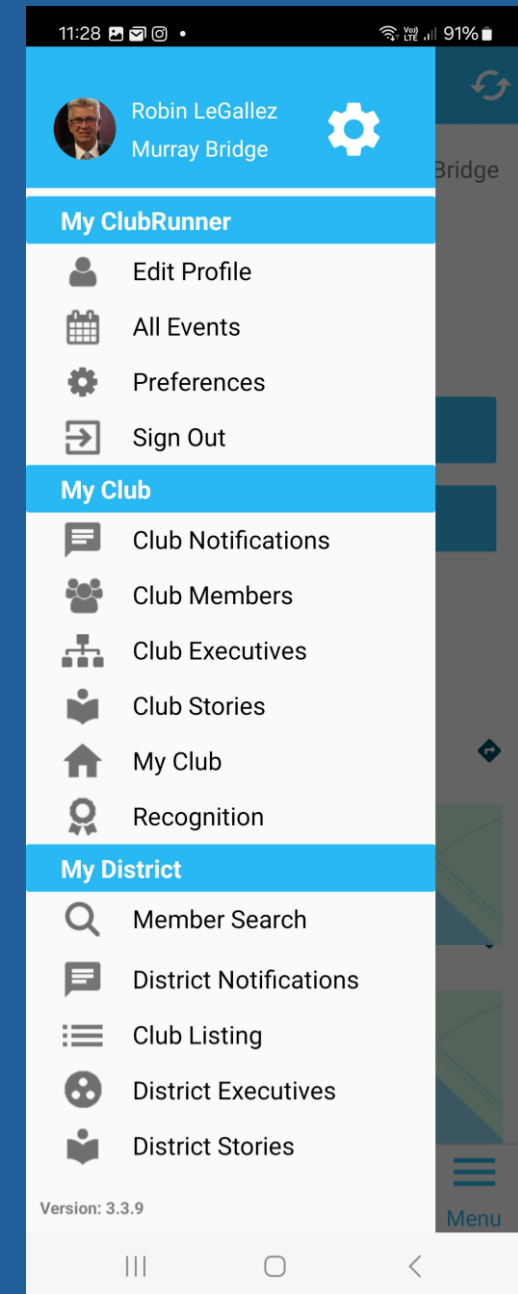 11:28
Vo)) LTE 91%
Robin LeGallez
Murray Bridge
Bridge
My ClubRunner
Edit Profile
All Events
Preferences
Sign Out
My Club
Club Notifications
Club Members
Club Executives
Club Stories
My Club
Recognition
My District
Member Search
District Notifications
Club Listing
District Executives
District Stories
Version: 3.3.9
Menu